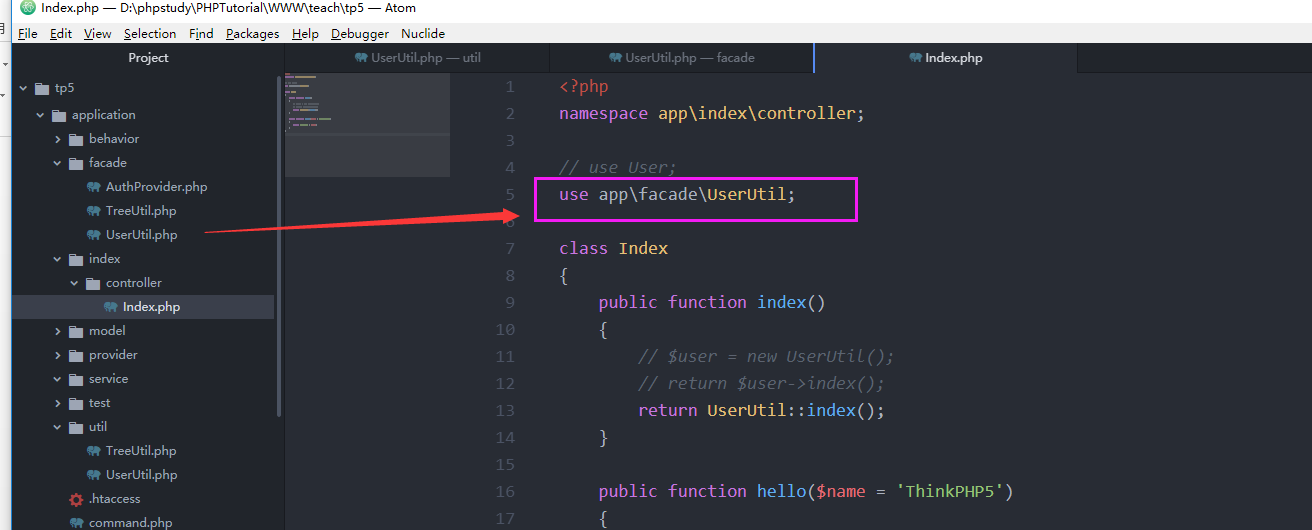 Index.php — D:\phpstudy\PHPTutorial\WWW\teach\tp5 — Atom
File Edit View Selection Find Packages Help Debugger Nuclide
Project
UserUtil.php — util
UserUtil.php — facade
Index.php
tp5
application
behavior
facade
AuthProvider.php
TreeUtil.php
UserUtil.php
index
controller
Index.php
model
provider
service
test
util
TreeUtil.php
UserUtil.php
.htaccess
command.php
1 <?php
2 namespace app\index\controller;
3
4 // use User;
5 use app\facade\UserUtil;
6
7 class Index
8 {
9 public function index()
10 {
11 // $user = new UserUtil();
12 // return $user->index();
13 return UserUtil::index();
14 }
15
16 public function hello($name = 'ThinkPHP5')
17 {